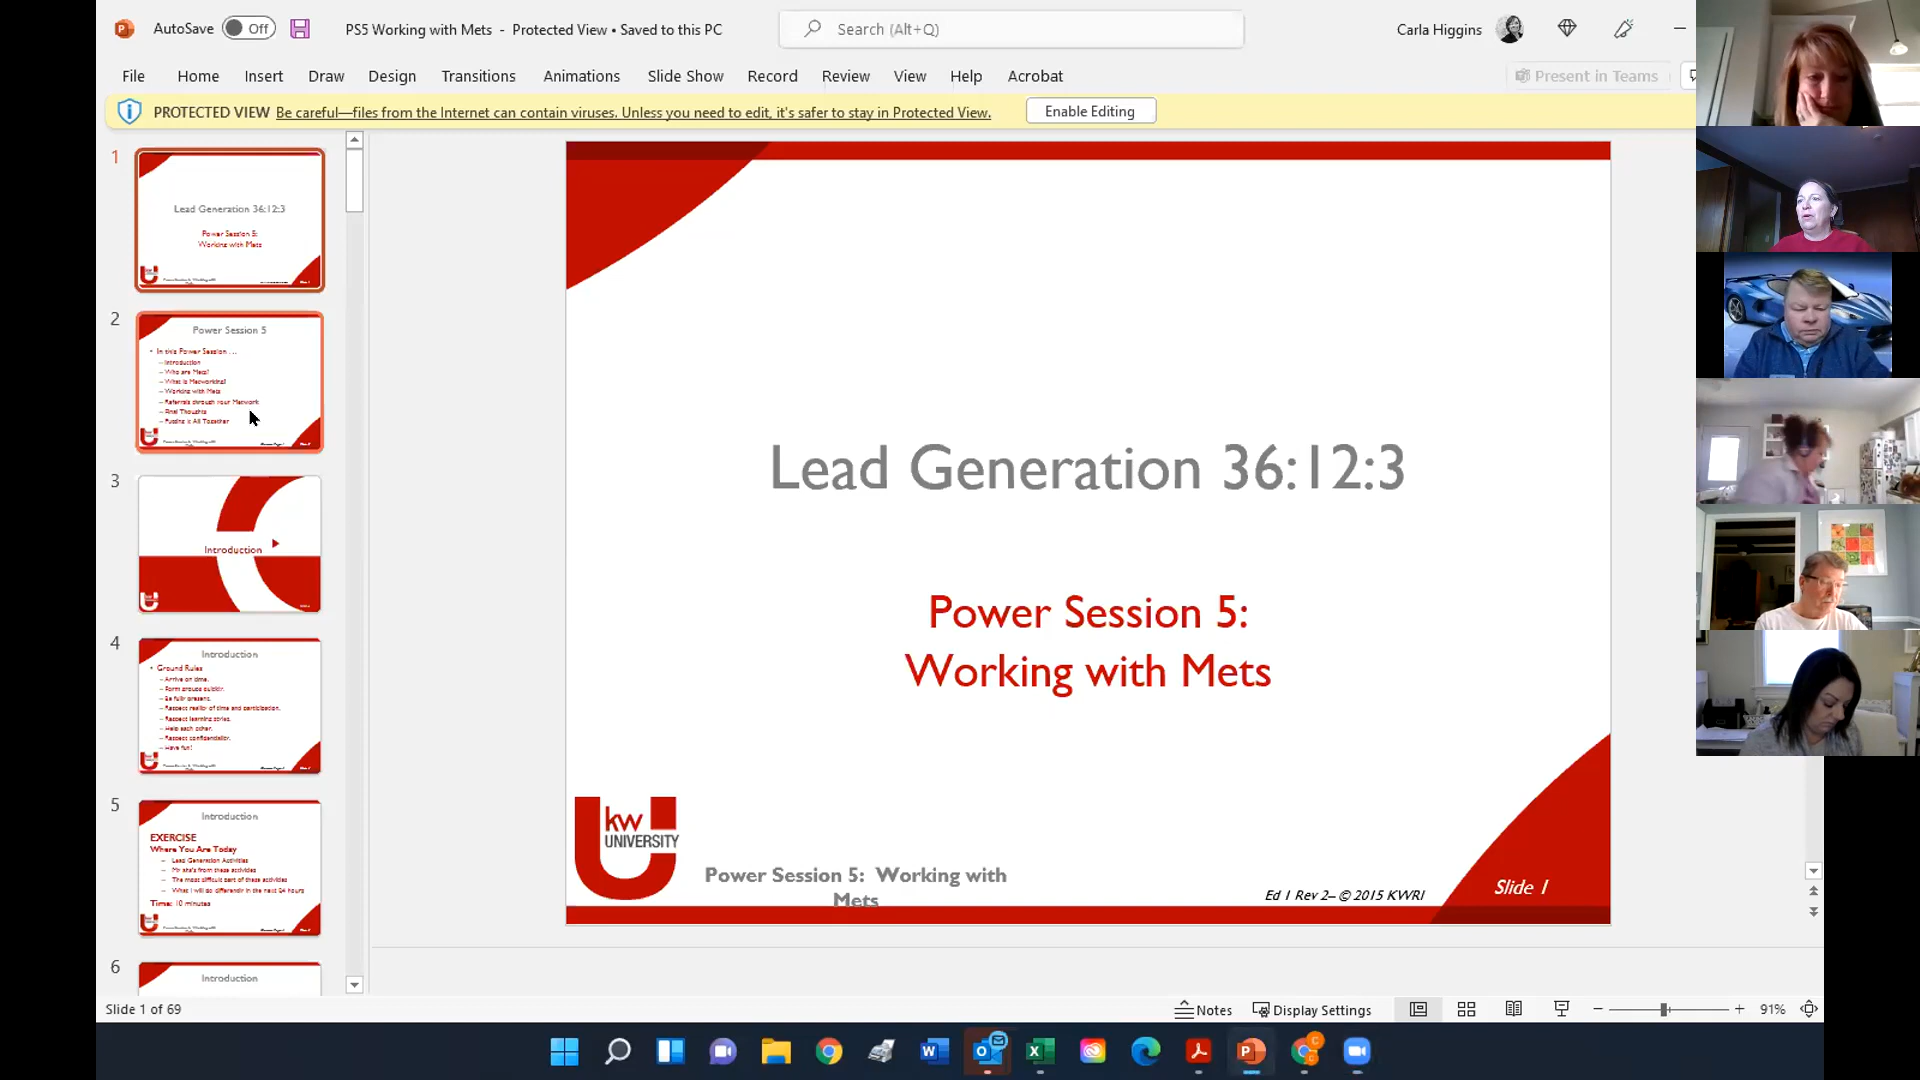 AutoSave
Off
PS5 Working with Mets - Protected View • Saved to this PC
Search (Alt+Q)
Carla Higgins
File
Home
Insert
Draw
Design
Transitions
Animations
Slide Show
Record
Review
View
Help
Acrobat
Present in Teams
PROTECTED VIEW Be careful—files from the Internet can contain viruses. Unless you need to edit, it's safer to stay in Protected View.
Enable Editing
1
Lead Generation 36:12:3
Power Session 5:
Working with Mets
2
Power Session 5
• In this Power Session …
– Introduction
– Who are Mets?
– What is Metworking?
– Working with Mets
– Referrals through your Metwork
– Final Thoughts
– Putting it All Together
3
Introduction
4
Introduction
• Ground Rules
– Arrive on time.
– Form groups quickly.
– Be fully present.
– Respect reality of time and participation.
– Respect learning styles.
– Help each other.
– Respect confidentiality.
– Have fun!
5
Introduction
EXERCISE
Where You Are Today
– Lead Generation Activities
– My aha's from these activities
– The most difficult part of these activities
– What I will do differently in the next 24 hours
Time: 10 minutes
6
Introduction
Lead Generation 36:12:3
Power Session 5:
Working with Mets
kw
UNIVERSITY
Power Session 5: Working with
Mets
Ed 1 Rev 2– © 2015 KWRI
Slide 1
Slide 1 of 69
Notes
Display Settings
91%